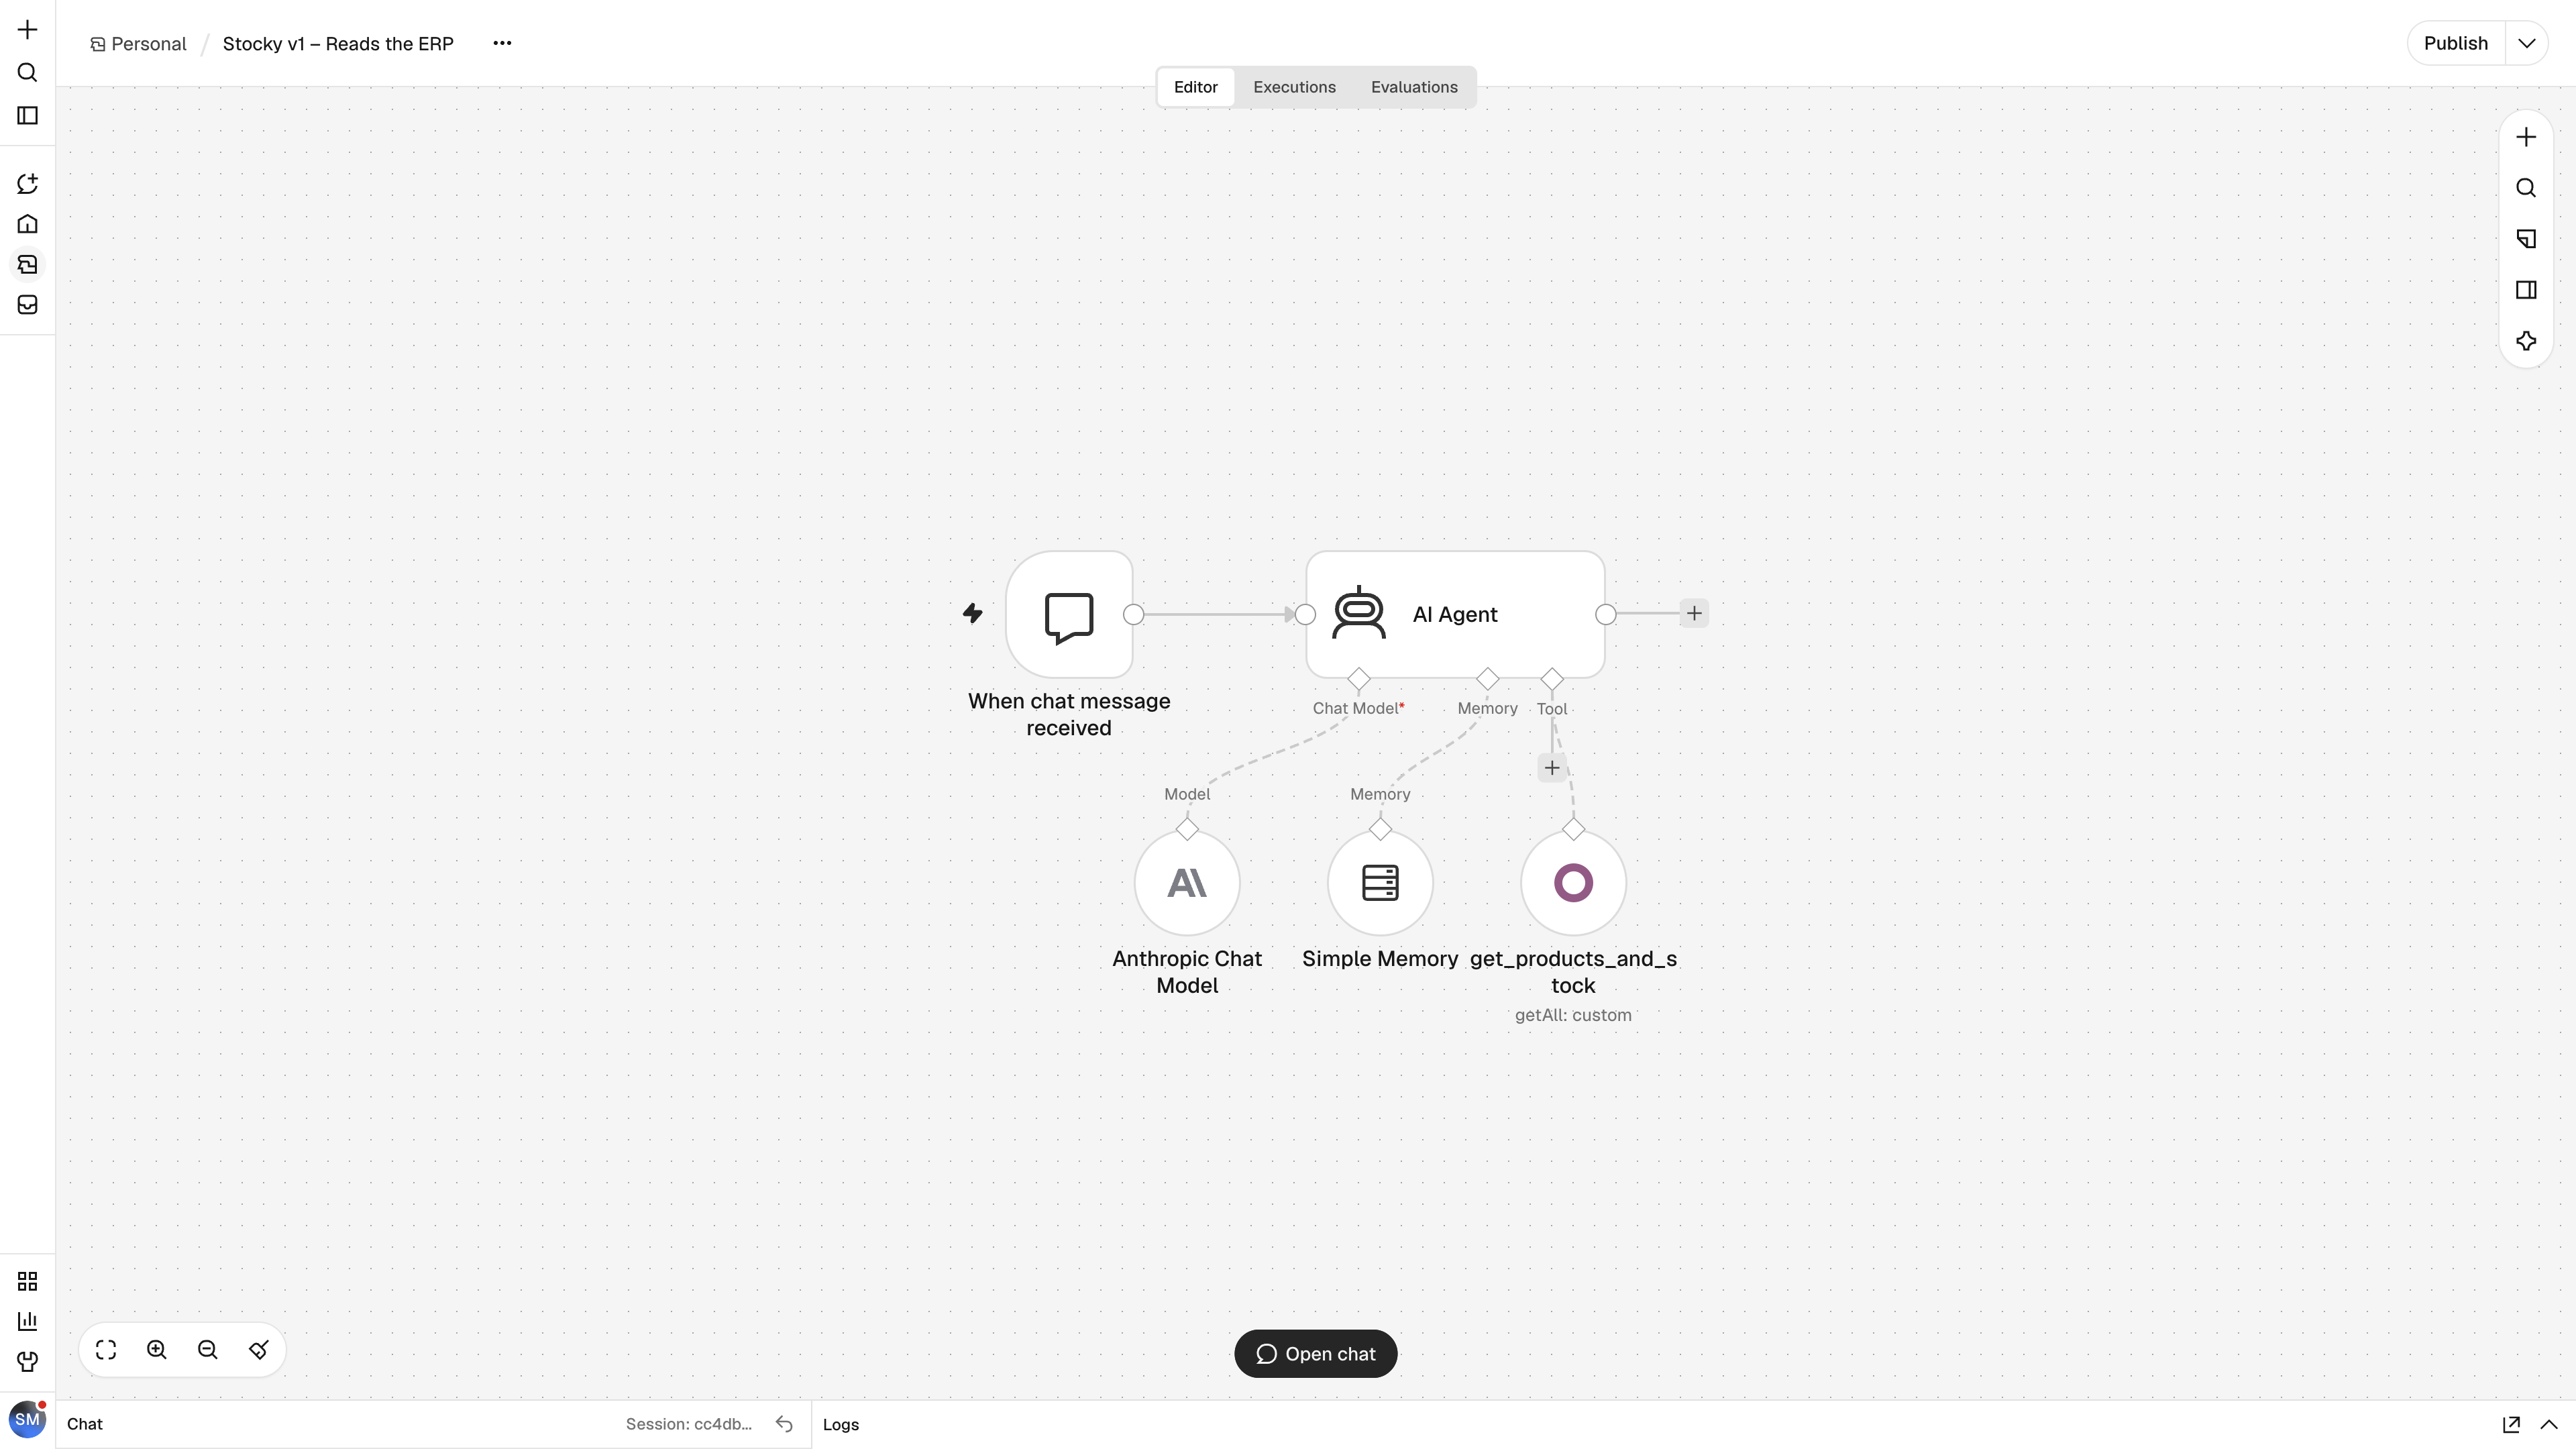 Personal / Stocky v1 – Reads the ERP
Publish
Editor Executions Evaluations
AI Agent
When chat message
received
Chat Model* Memory Tool
Model Memory
Anthropic Chat
Model
Simple Memory
get_products_and_s
tock
getAll: custom
Open chat
SM
Chat Session: cc4db... Logs